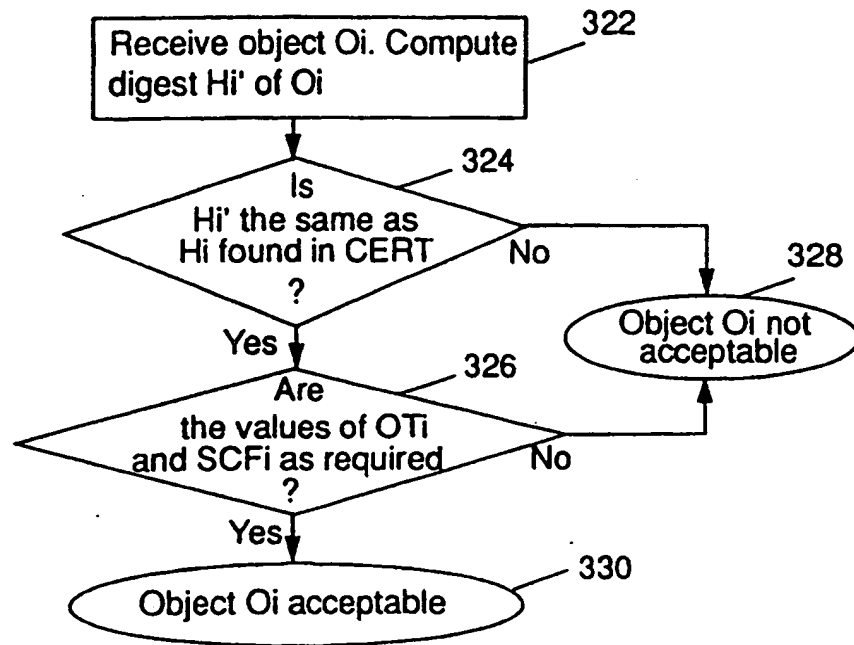 Receive object Oi. Compute
digest Hi' of Oi
322
324
Is
Hi' the same as
Hi found in CERT
?
No
328
Object Oi not
acceptable
Yes
326
Are
the values of OTi
and SCFi as required
?
No
Yes
330
Object Oi acceptable